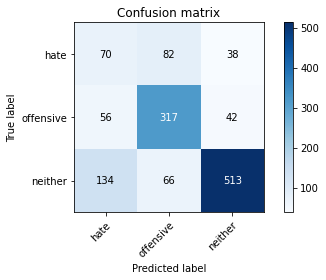 Confusion matrix
True label
hate 70 82 38
offensive 56 317 42
neither 134 66 513
hate offensive neither
Predicted label
500
400
300
200
100